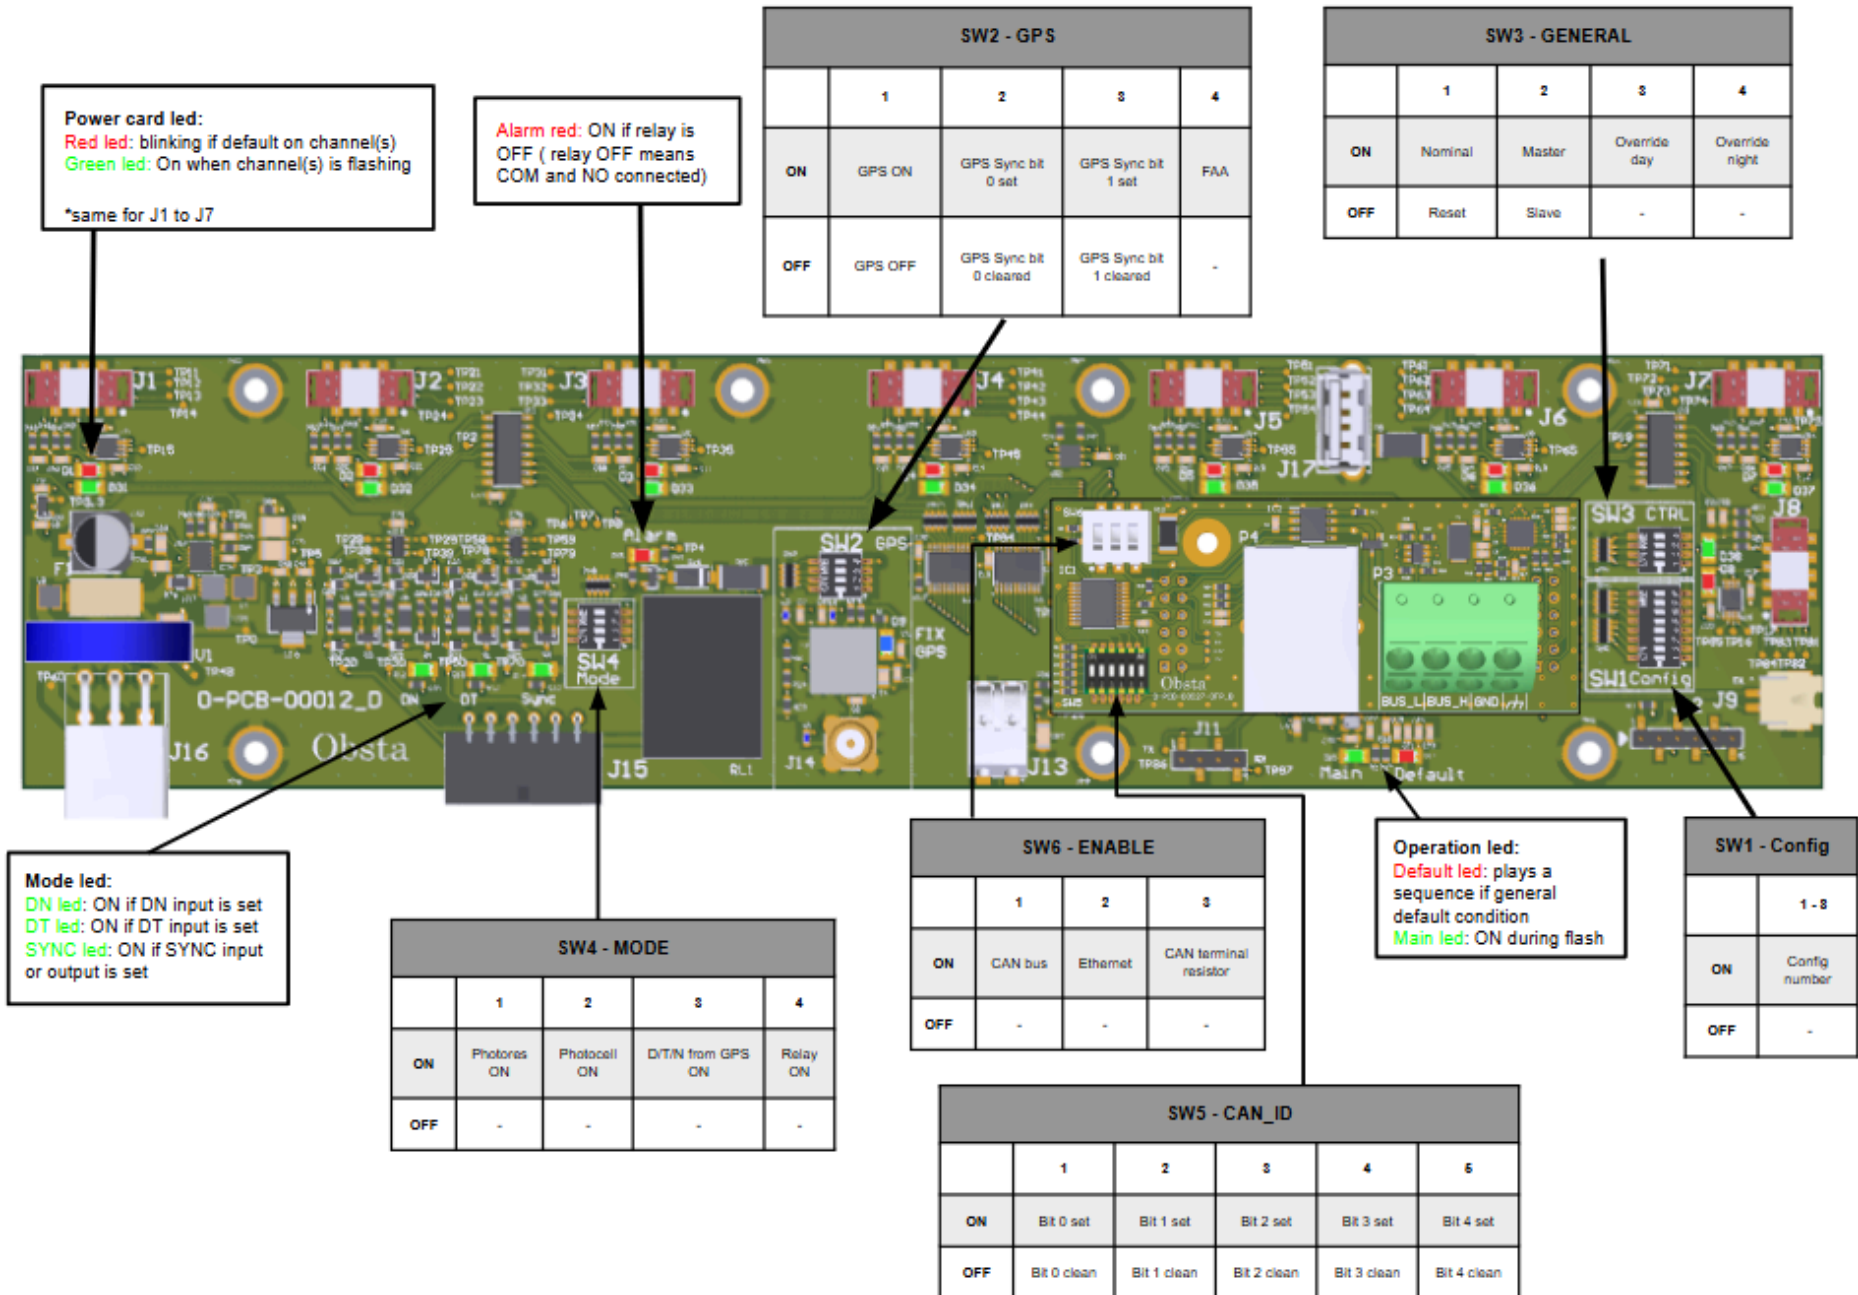 SW2 - GPS
1 2 3 4
ON GPS ON GPS Sync bit 0 set GPS Sync bit 1 set FAA
OFF GPS OFF GPS Sync bit 0 cleared GPS Sync bit 1 cleared -
SW3 - GENERAL
1 2 3 4
ON Nominal Master Override day Override night
OFF Reset Slave - -
Power card led:
Red led: blinking if default on channel(s)
Green led: On when channel(s) is flashing
*same for J1 to J7
Alarm red: ON if relay is
OFF ( relay OFF means
COM and NO connected)
J1
J2
J3
J4
J5
J17
J6
J7
J8
Alarm
SW2 GPS
SW3 CTRL
P4
P3
FIX
GPS
SW4
Mode
SW1 Config
BUS_L BUS_H GND
DN DT Sync
O-PCB-00012_D
Obsta
Obsta
J16
J15
RL1
J14
J13
J11
J9
Main Default
Mode led:
DN led: ON if DN input is set
DT led: ON if DT input is set
SYNC led: ON if SYNC input
or output is set
SW4 - MODE
1 2 3 4
ON Photores ON Photocell ON D/T/N from GPS ON Relay ON
OFF - - - -
SW6 - ENABLE
1 2 3
ON CAN bus Ethernet CAN terminal resistor
OFF - - -
Operation led:
Default led: plays a
sequence if general
default condition
Main led: ON during flash
SW1 - Config
1 - 8
ON Config number
OFF -
SW5 - CAN_ID
1 2 3 4 5
ON Bit 0 set Bit 1 set Bit 2 set Bit 3 set Bit 4 set
OFF Bit 0 clean Bit 1 clean Bit 2 clean Bit 3 clean Bit 4 clean